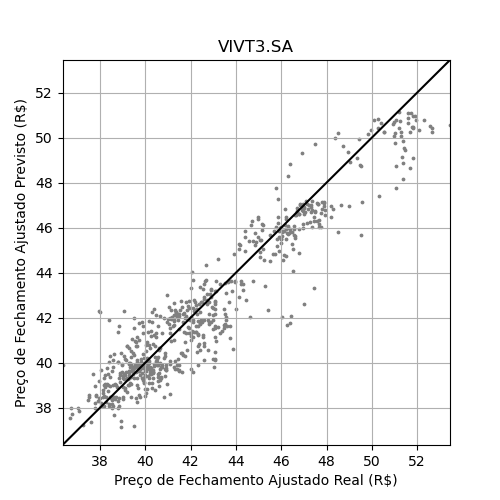 VIVT3.SA
Preço de Fechamento Ajustado Previsto (R$)
52
50
48
46
44
42
40
38
38 40 42 44 46 48 50 52
Preço de Fechamento Ajustado Real (R$)